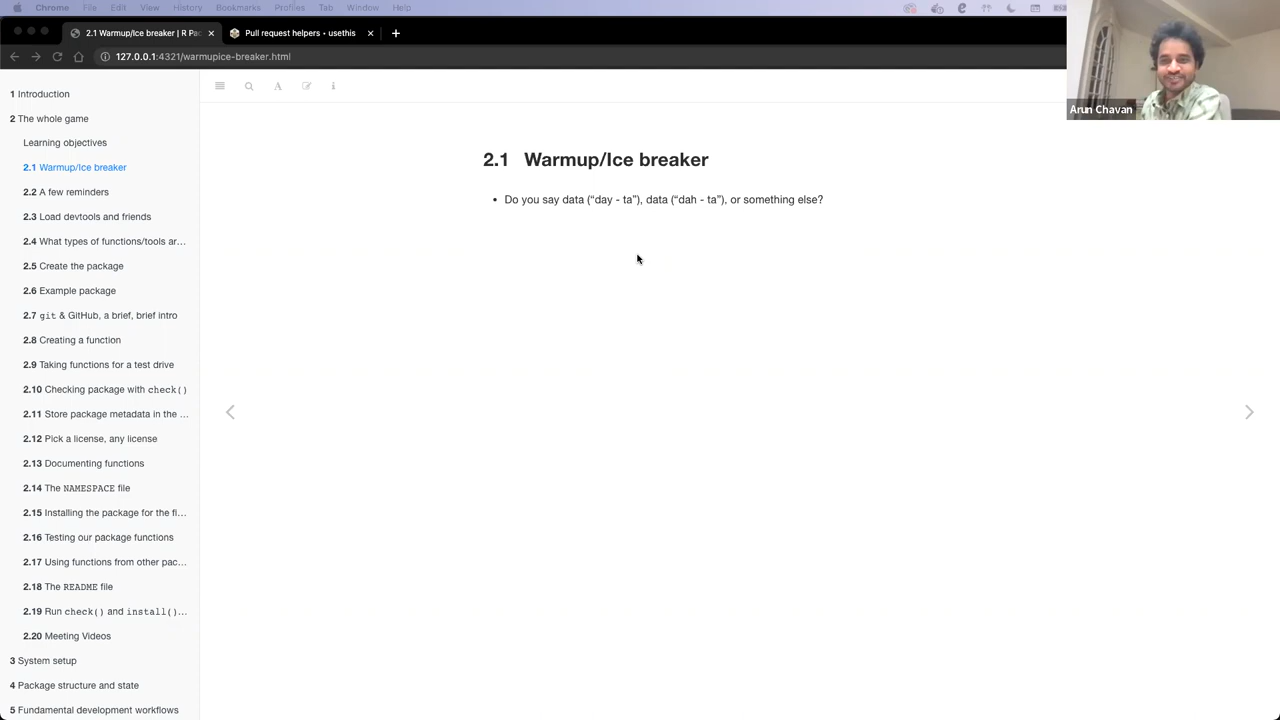 Chrome File Edit View History Bookmarks Profiles Tab Window Help
2.1 Warmup/Ice breaker | R Pac
Pull request helpers • usethis
127.0.0.1:4321/warmupice-breaker.html
Arun Chavan
1 Introduction
2 The whole game
Learning objectives
2.1 Warmup/Ice breaker
2.2 A few reminders
2.3 Load devtools and friends
2.4 What types of functions/tools ar…
2.5 Create the package
2.6 Example package
2.7 git & GitHub, a brief, brief intro
2.8 Creating a function
2.9 Taking functions for a test drive
2.10 Checking package with check()
2.11 Store package metadata in the …
2.12 Pick a license, any license
2.13 Documenting functions
2.14 The NAMESPACE file
2.15 Installing the package for the fi…
2.16 Testing our package functions
2.17 Using functions from other pac…
2.18 The README file
2.19 Run check() and install()…
2.20 Meeting Videos
3 System setup
4 Package structure and state
5 Fundamental development workflows
2.1 Warmup/Ice breaker
• Do you say data (“day - ta”), data (“dah - ta”), or something else?